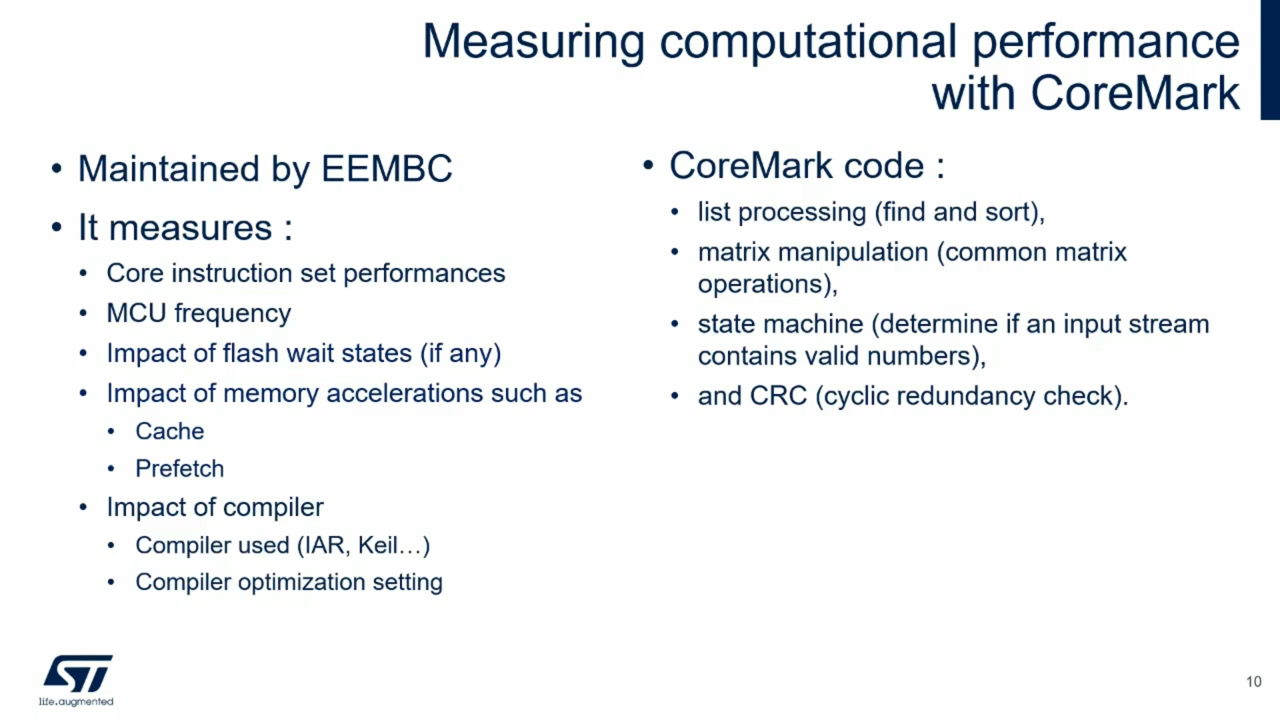 Measuring computational performance
with CoreMark
• Maintained by EEMBC
• It measures :
• Core instruction set performances
• MCU frequency
• Impact of flash wait states (if any)
• Impact of memory accelerations such as
• Cache
• Prefetch
• Impact of compiler
• Compiler used (IAR, Keil…)
• Compiler optimization setting
• CoreMark code :
• list processing (find and sort),
• matrix manipulation (common matrix
operations),
• state machine (determine if an input stream
contains valid numbers),
• and CRC (cyclic redundancy check).
ST
life.augmented
10